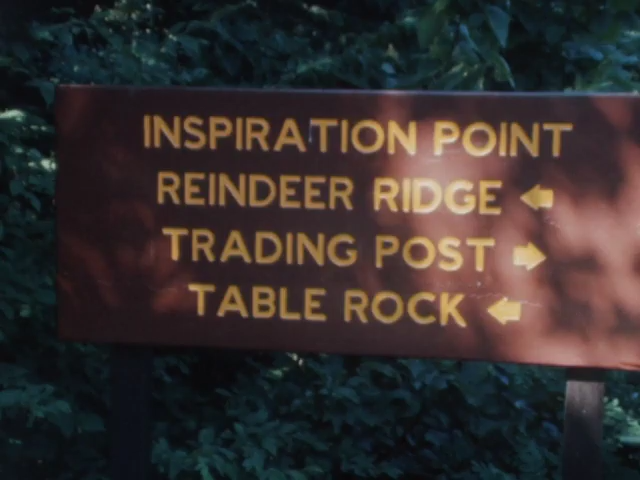 INSPIRATION POINT
REINDEER RIDGE ←
TRADING POST →
TABLE ROCK ←